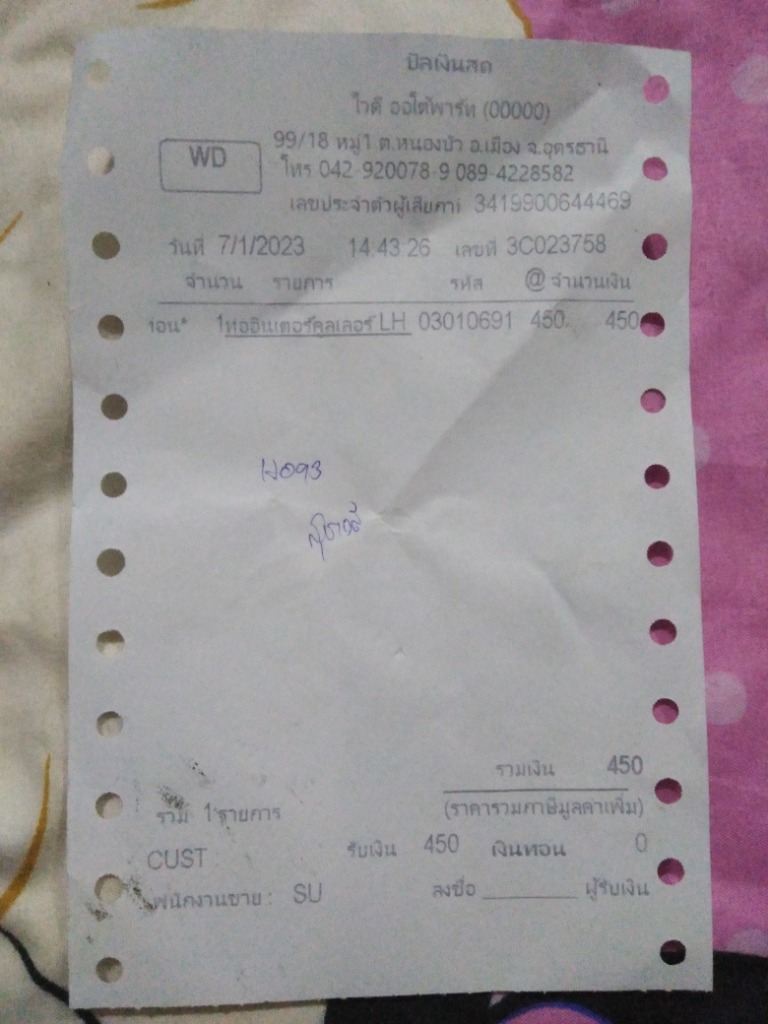 บิลเงินสด
ไวดี ออโต้พาร์ท (00000)
WD
99/18 หมู่1 ต.หนองบัว อ.เมือง จ.อุดรธานี
โทร 042-920078-9 089-4228582
เลขประจำตัวผู้เสียภาษี 3419900644469
วันที่ 7/1/2023 14:43:26 เลขที่ 3C023758
จำนวน รายการ รหัส @ จำนวนเงิน
1ท่ออินเตอร์คูลเลอร์ LH 03010691 450 450
รวมเงิน 450
รวม 1 รายการ (ราคารวมภาษีมูลค่าเพิ่ม)
CUST รับเงิน 450 เงินทอน 0
พนักงานขาย: SU ลงชื่อ ________ ผู้รับเงิน